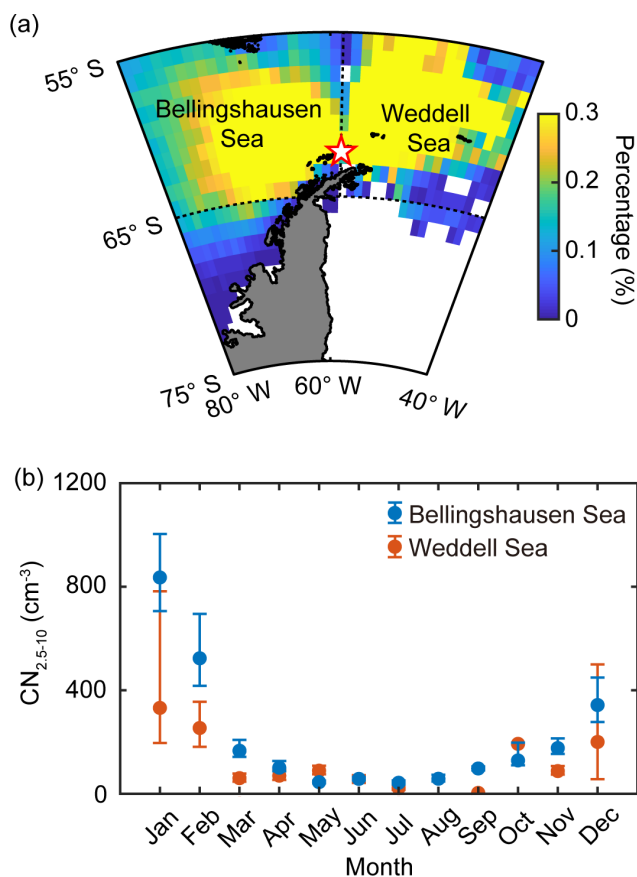 (a)
55° S
Bellingshausen
Sea
Weddell
Sea
65° S
75° S
80° W
60° W
40° W
0.3
0.2
0.1
0
Percentage (%)
(b)
1200
800
400
0
CN2.5-10 (cm-3)
Bellingshausen Sea
Weddell Sea
Jan
Feb
Mar
Apr
May
Jun
Jul
Aug
Sep
Oct
Nov
Dec
Month